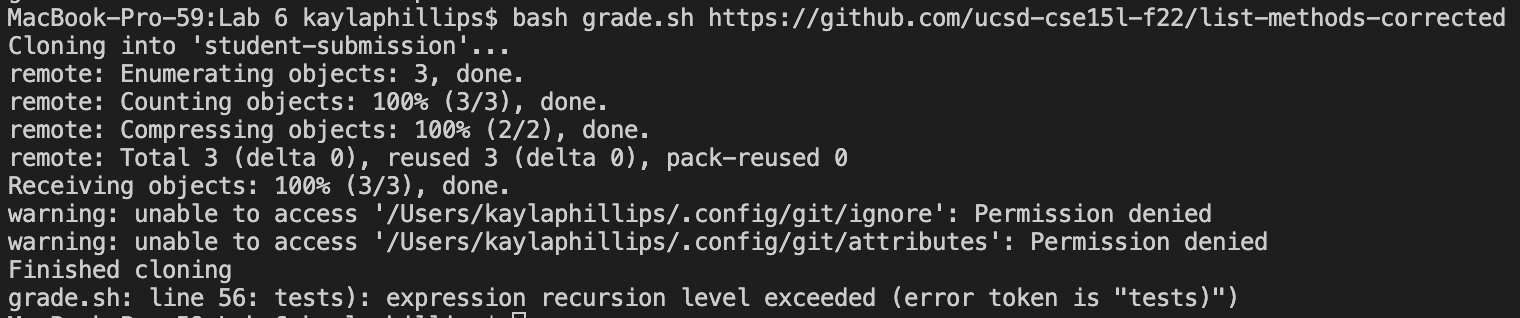 MacBook-Pro-59:Lab 6 kaylaphillips$ bash grade.sh https://github.com/ucsd-cse15l-f22/list-methods-corrected
Cloning into 'student-submission'...
remote: Enumerating objects: 3, done.
remote: Counting objects: 100% (3/3), done.
remote: Compressing objects: 100% (2/2), done.
remote: Total 3 (delta 0), reused 3 (delta 0), pack-reused 0
Receiving objects: 100% (3/3), done.
warning: unable to access '/Users/kaylaphillips/.config/git/ignore': Permission denied
warning: unable to access '/Users/kaylaphillips/.config/git/attributes': Permission denied
Finished cloning
grade.sh: line 56: tests): expression recursion level exceeded (error token is "tests)")